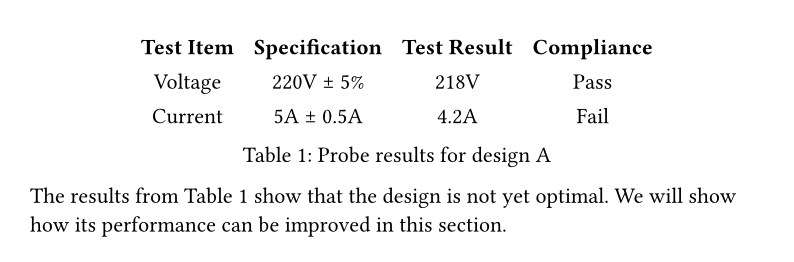 Test Item Specification Test Result Compliance
Voltage 220V ± 5% 218V Pass
Current 5A ± 0.5A 4.2A Fail
Table 1: Probe results for design A
The results from Table 1 show that the design is not yet optimal. We will show
how its performance can be improved in this section.